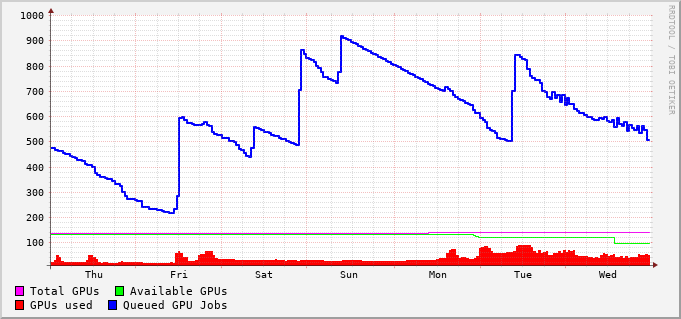 1000
900
800
700
600
500
400
300
200
100
Thu Fri Sat Sun Mon Tue Wed
Total GPUs Available GPUs
GPUs used Queued GPU Jobs
RRDTOOL / TOBI OETIKER